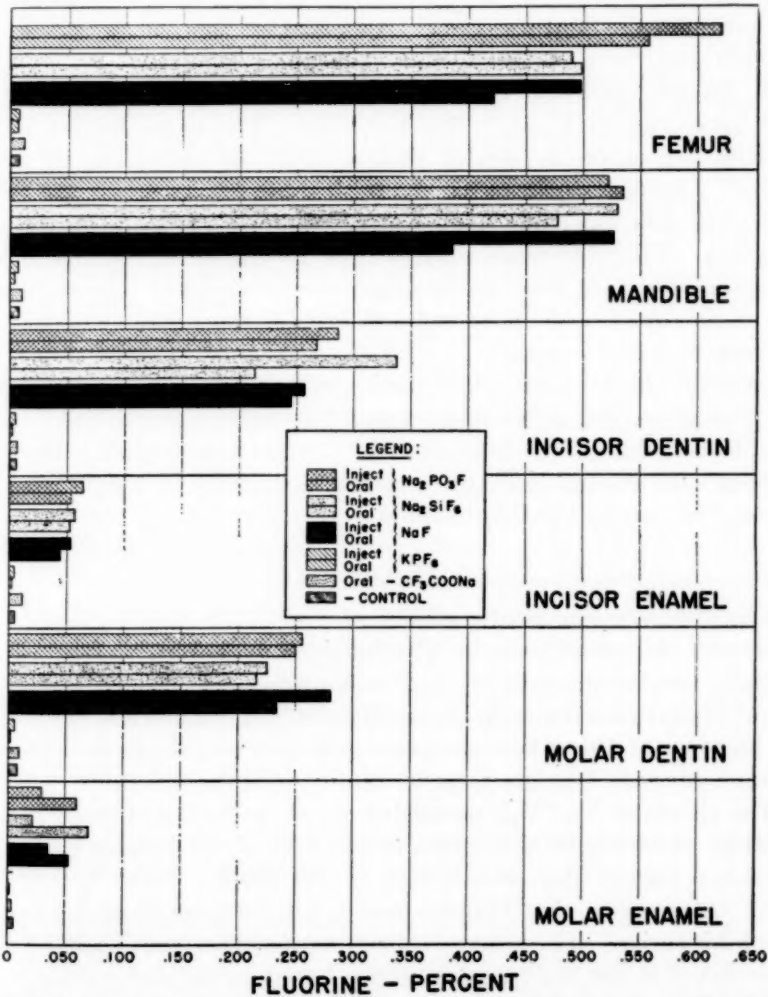 FEMUR
MANDIBLE
INCISOR DENTIN
LEGEND:
Inject
Oral
Na₂PO₃F
Inject
Oral
Na₂SiF₆
Inject
Oral
NaF
Inject
Oral
KPF₆
Oral - CF₃COONa
- CONTROL
INCISOR ENAMEL
MOLAR DENTIN
MOLAR ENAMEL
0 .050 .100 .150 .200 .250 .300 .350 .400 .450 .500 .550 .600 .650
FLUORINE - PERCENT